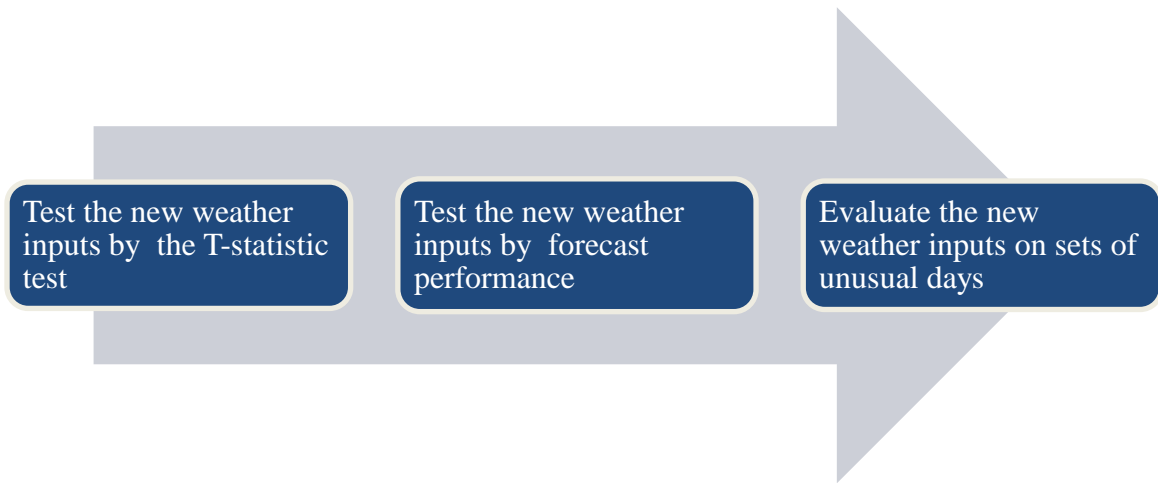 Test the new weather
inputs by  the T-statistic
test
Test the new weather
inputs by  forecast
performance
Evaluate the new
weather inputs on sets of
unusual days